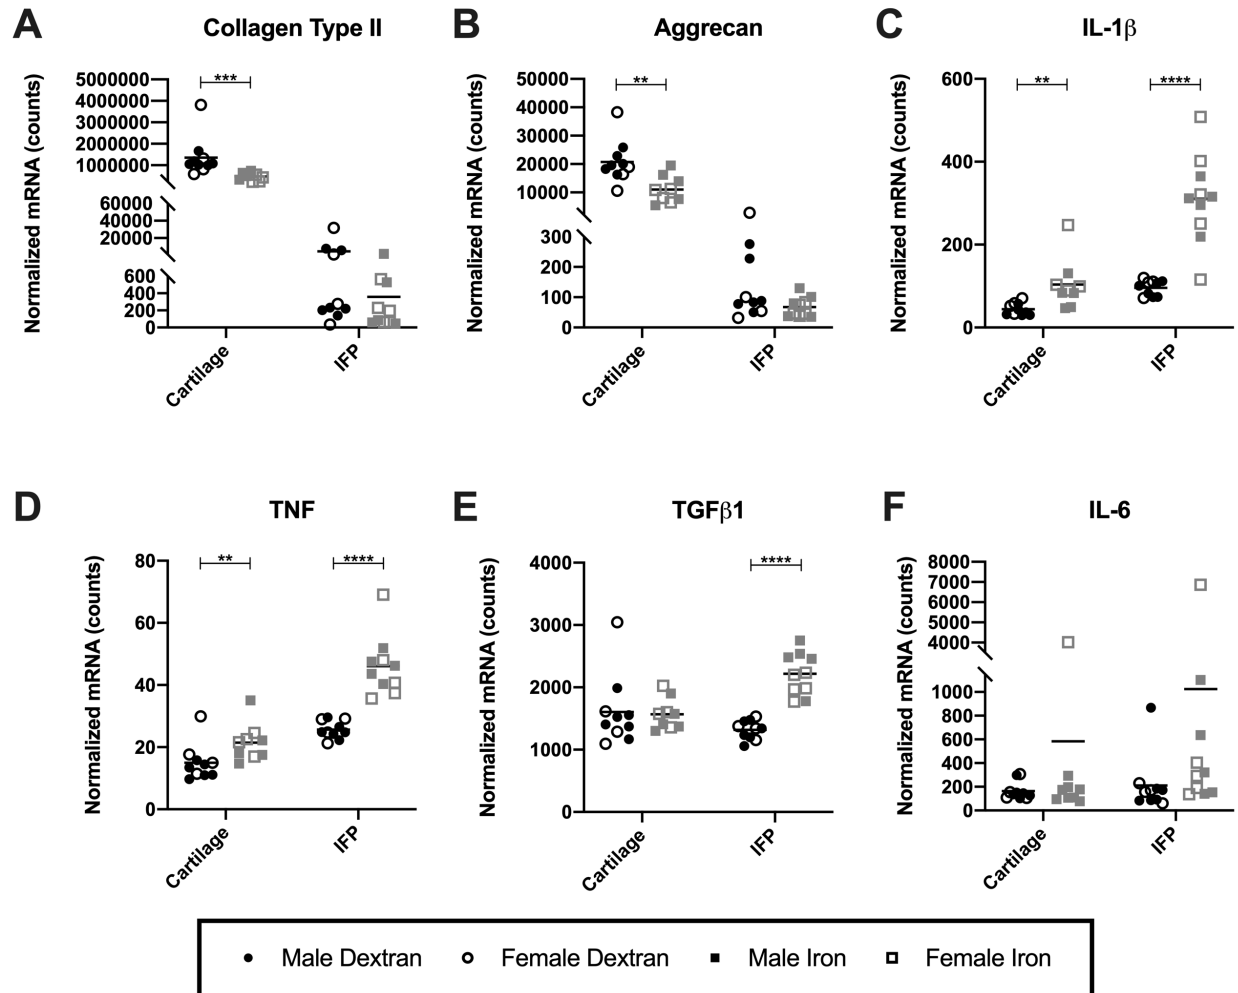 A
Collagen Type II
Normalized mRNA (counts)
5000000
4000000
3000000
2000000
1000000
60000
40000
20000
600
400
200
0
***
Cartilage
IFP
B
Aggrecan
Normalized mRNA (counts)
50000
40000
30000
20000
10000
300
200
100
0
**
Cartilage
IFP
C
IL-1β
Normalized mRNA (counts)
600
400
200
0
**
****
Cartilage
IFP
D
TNF
Normalized mRNA (counts)
80
60
40
20
0
**
****
Cartilage
IFP
E
TGFβ1
Normalized mRNA (counts)
4000
3000
2000
1000
0
****
Cartilage
IFP
F
IL-6
Normalized mRNA (counts)
8000
7000
6000
5000
4000
1000
800
600
400
200
0
Cartilage
IFP
Male Dextran
Female Dextran
Male Iron
Female Iron